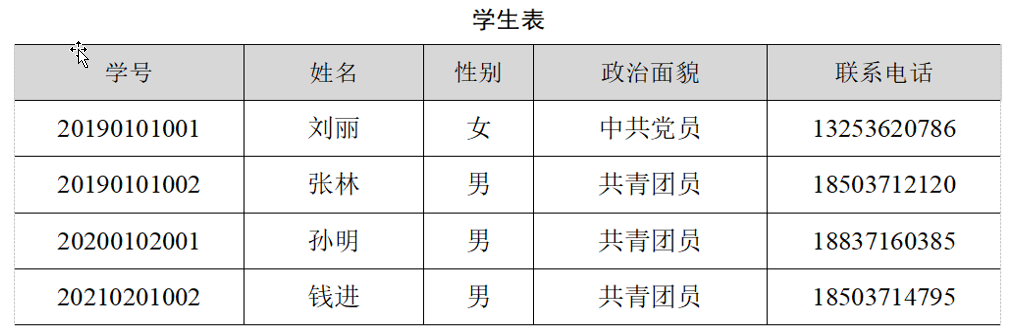 学生表
学号 姓名 性别 政治面貌 联系电话
20190101001 刘丽 女 中共党员 13253620786
20190101002 张林 男 共青团员 18503712120
20200102001 孙明 男 共青团员 18837160385
20210201002 钱进 男 共青团员 18503714795